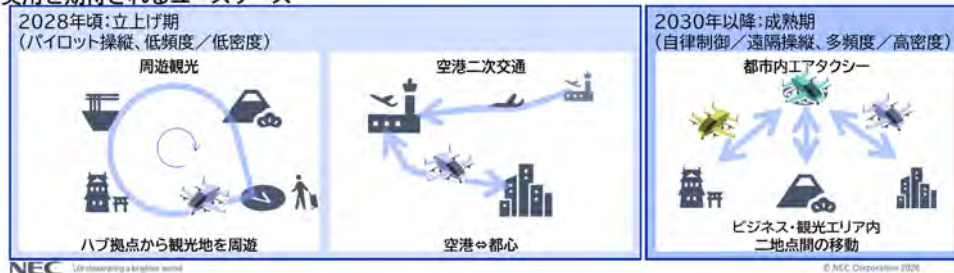 2028年頃:立上げ期
(パイロット操縦、低頻度/低密度)
周遊観光
ハブ拠点から観光地を周遊
空港二次交通
空港⇔都心
2030年以降:成熟期
(自律制御/遠隔操縦、多頻度/高密度)
都市内エアタクシー
ビジネス・観光エリア内
二地点間の移動
NEC \Orchestrating a brighter world
© NEC Corporation 2026